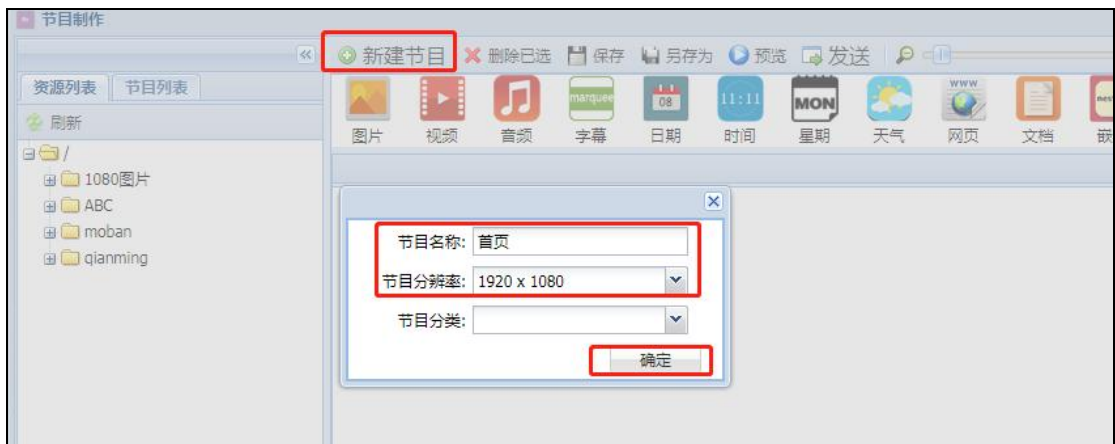 节目制作
新建节目 删除已选 保存 另存为 预览 发送
资源列表 节目列表
marquee 08 11:11 MON WWW
图片 视频 音频 字幕 日期 时间 星期 天气 网页 文档 嵌
刷新
/
1080图片
ABC
moban
qianming
节目名称: 首页
节目分辨率: 1920 x 1080
节目分类:
确定